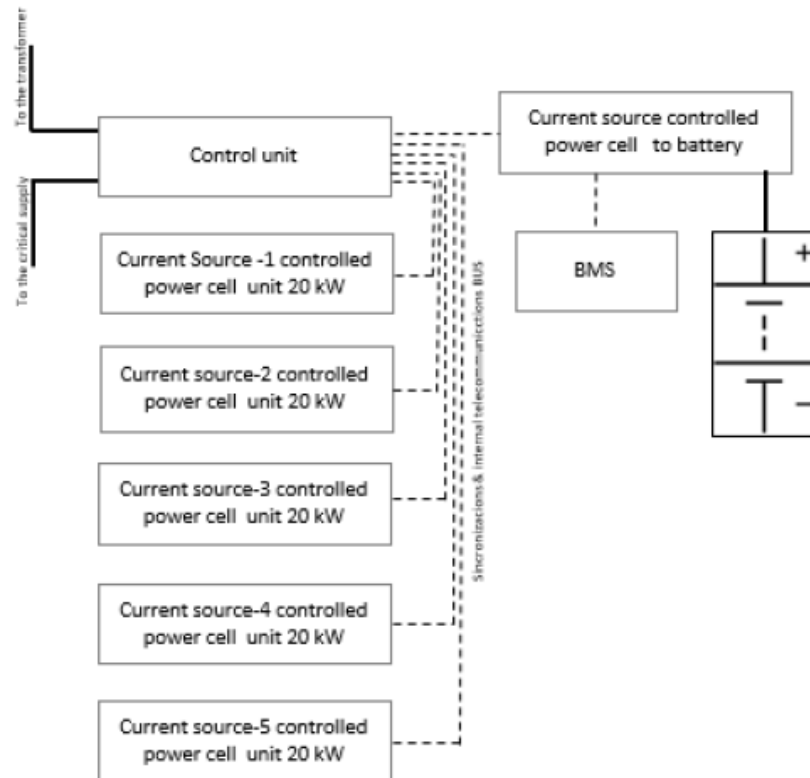 To the transformer
Control unit
To the critical supply
Current source controlled
power cell to battery
BMS
+
–
Current Source -1 controlled
power cell unit 20 kW
Current source-2 controlled
power cell unit 20 kW
Current source-3 controlled
power cell unit 20 kW
Current source-4 controlled
power cell unit 20 kW
Current source-5 controlled
power cell unit 20 kW
Sincronizacions& internal telecommunicctions BUS